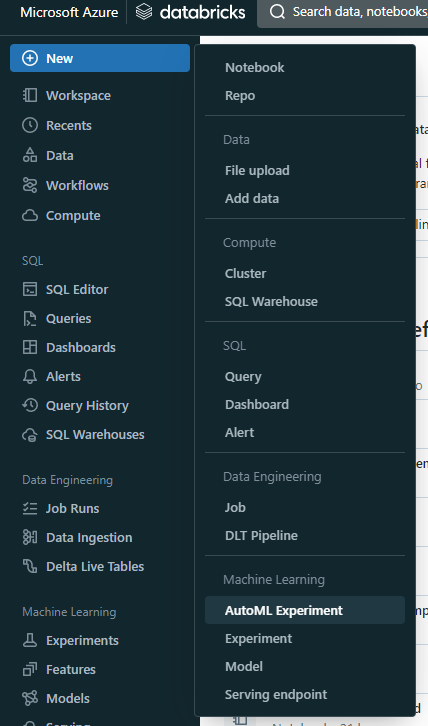 Microsoft Azure
databricks
Search data, notebooks
New
Workspace
Recents
Data
Workflows
Compute
SQL
SQL Editor
Queries
Dashboards
Alerts
Query History
SQL Warehouses
Data Engineering
Job Runs
Data Ingestion
Delta Live Tables
Machine Learning
Experiments
Features
Models
Notebook
Repo
Data
File upload
Add data
Compute
Cluster
SQL Warehouse
SQL
Query
Dashboard
Alert
Data Engineering
Job
DLT Pipeline
Machine Learning
AutoML Experiment
Experiment
Model
Serving endpoint